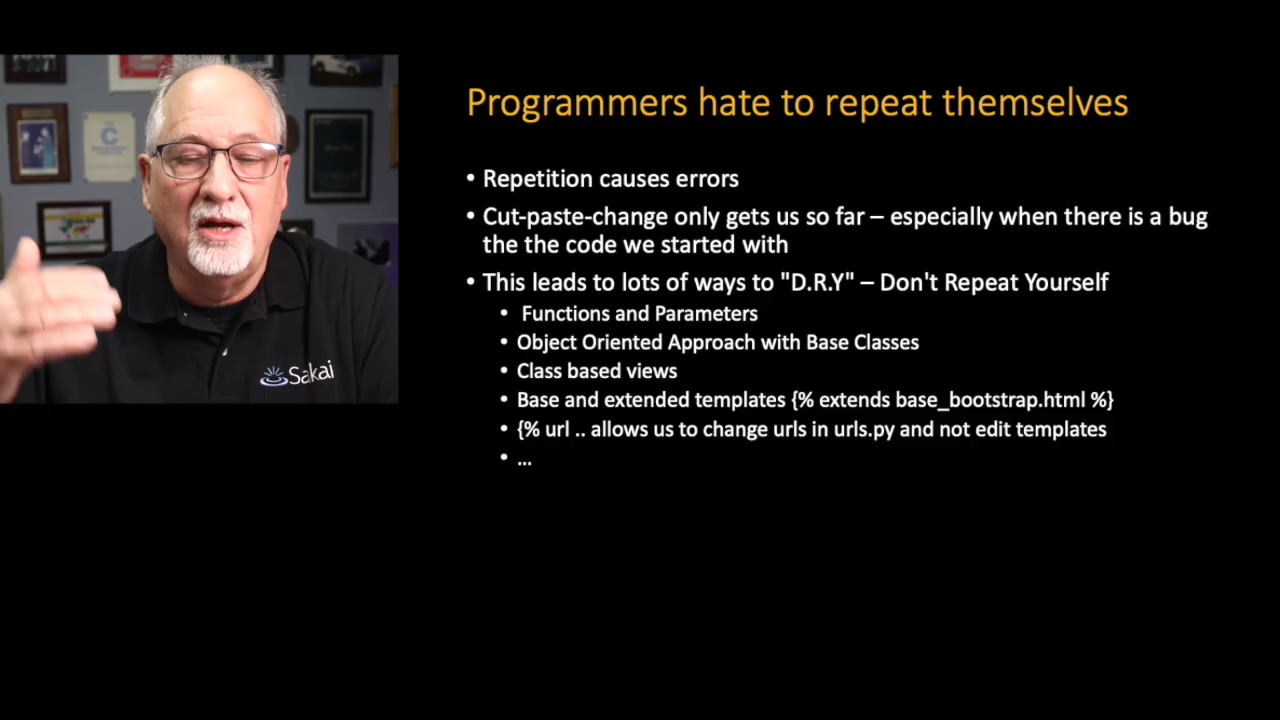 Programmers hate to repeat themselves
• Repetition causes errors
• Cut-paste-change only gets us so far – especially when there is a bug
the the code we started with
• This leads to lots of ways to "D.R.Y" – Don't Repeat Yourself
• Functions and Parameters
• Object Oriented Approach with Base Classes
• Class based views
• Base and extended templates {% extends base_bootstrap.html %}
• {% url .. allows us to change urls in urls.py and not edit templates
• ...
Sakai